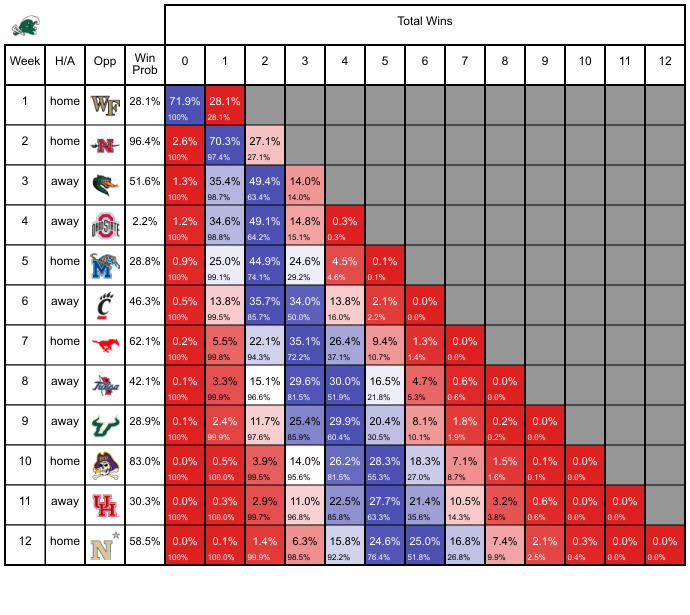 Total Wins
Week H/A Opp Win Prob 0 1 2 3 4 5 6 7 8 9 10 11 12
1 home WF 28.1% 71.9% 28.1%
100% 28.1%
2 home N 96.4% 2.6% 70.3% 27.1%
100% 97.4% 27.1%
3 away 51.6% 1.3% 35.4% 49.4% 14.0%
100% 98.7% 63.4% 14.0%
4 away OHIO STATE 2.2% 1.2% 34.6% 49.1% 14.8% 0.3%
100% 98.8% 64.2% 15.1% 0.3%
5 home M 28.8% 0.9% 25.0% 44.9% 24.6% 4.5% 0.1%
100% 99.1% 74.1% 29.2% 4.6% 0.1%
6 away C 46.3% 0.5% 13.8% 35.7% 34.0% 13.8% 2.1% 0.0%
100% 99.5% 85.7% 50.0% 16.0% 2.2% 0.0%
7 home 62.1% 0.2% 5.5% 22.1% 35.1% 26.4% 9.4% 1.3% 0.0%
100% 99.8% 94.3% 72.2% 37.1% 10.7% 1.4% 0.0%
8 away Tulsa 42.1% 0.1% 3.3% 15.1% 29.6% 30.0% 16.5% 4.7% 0.6% 0.0%
100% 99.9% 96.6% 81.5% 51.9% 21.8% 5.3% 0.6% 0.0%
9 away U 28.9% 0.1% 2.4% 11.7% 25.4% 29.9% 20.4% 8.1% 1.8% 0.2% 0.0%
100% 99.9% 97.6% 85.9% 60.4% 30.5% 10.1% 1.9% 0.2% 0.0%
10 home 83.0% 0.0% 0.5% 3.9% 14.0% 26.2% 28.3% 18.3% 7.1% 1.5% 0.1% 0.0%
100% 100.0% 99.5% 95.6% 81.5% 55.3% 27.0% 8.7% 1.6% 0.1% 0.0%
11 away UH 30.3% 0.0% 0.3% 2.9% 11.0% 22.5% 27.7% 21.4% 10.5% 3.2% 0.6% 0.0% 0.0%
100% 100.0% 99.7% 96.8% 85.8% 63.3% 35.6% 14.3% 3.8% 0.6% 0.0% 0.0%
12 home N 58.5% 0.0% 0.1% 1.4% 6.3% 15.8% 24.6% 25.0% 16.8% 7.4% 2.1% 0.3% 0.0% 0.0%
100% 100.0% 99.9% 98.5% 92.2% 76.4% 51.8% 26.8% 9.9% 2.5% 0.4% 0.0% 0.0%